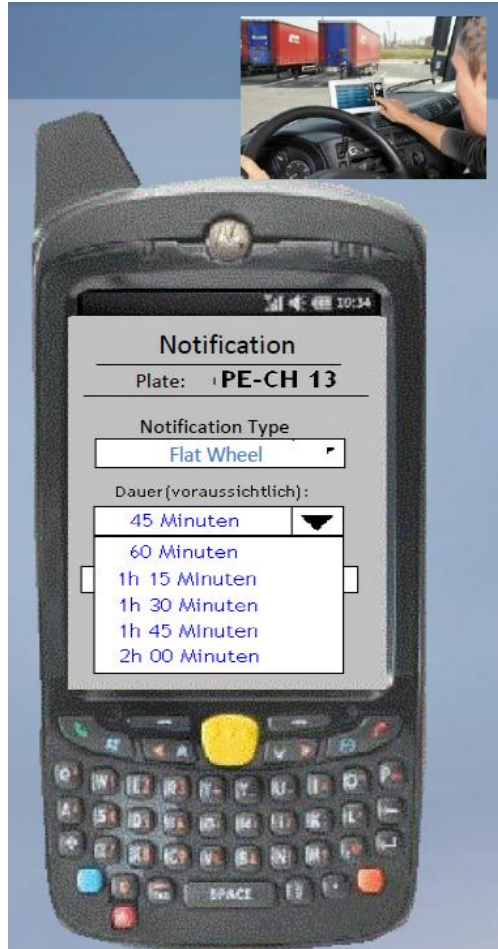 10:34
Notification
Plate: PE-CH 13
Notification Type
Flat Wheel
Dauer(voraussichtlich):
45 Minuten
60 Minuten
1h 15 Minuten
1h 30 Minuten
1h 45 Minuten
2h 00 Minuten
SPACE